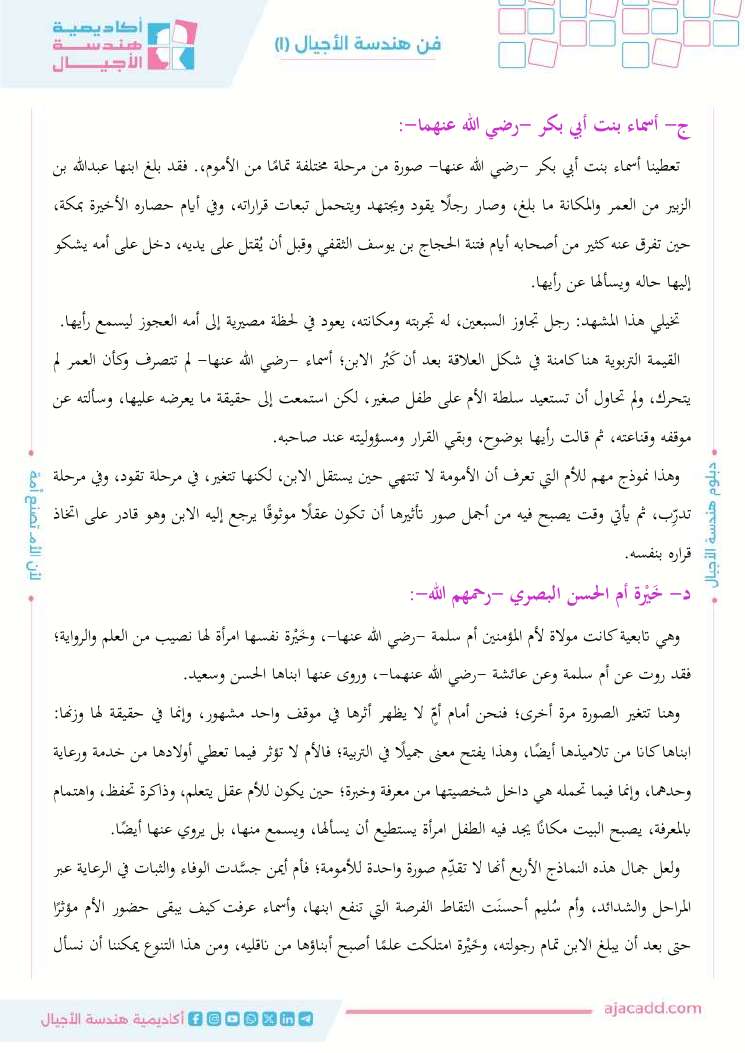 أكاديمية
هندسة
الأجيال
فن هندسة الأجيال (١)
ج- أسماء بنت أبي بكر -رضي الله عنهما-:
تعطينا أسماء بنت أبي بكر -رضي الله عنها- صورة من مرحلة مختلفة تمامًا من الأموم،. فقد بلغ ابنها عبدالله بن
الزبير من العمر والمكانة ما بلغ، وصار رجلًا يقود ويجتهد ويتحمل تبعات قراراته، وفي أيام حصاره الأخيرة بمكة،
حين تفرق عنه كثير من أصحابه أيام فتنة الحجاج بن يوسف الثقفي وقبل أن يُقتل على يديه، دخل على أمه يشكو
إليها حاله ويسألها عن رأيها.
تخيلي هذا المشهد: رجل تجاوز السبعين، له تجربته ومكانته، يعود في لحظة مصيرية إلى أمه العجوز ليسمع رأيها.
القيمة التربوية هنا كامنة في شكل العلاقة بعد أن كَبُر الابن؛ أسماء -رضي الله عنها- لم تتصرف وكأن العمر لم
يتحرك، ولم تحاول أن تستعيد سلطة الأم على طفل صغير، لكن استمعت إلى حقيقة ما يعرضه عليها، وسألته عن
موقفه وقناعته، ثم قالت رأيها بوضوح، وبقي القرار ومسؤوليته عند صاحبه.
وهذا نموذج مهم للأم التي تعرف أن الأمومة لا تنتهي حين يستقل الابن، لكنها تتغير، في مرحلة تقود، وفي مرحلة
تدرّب، ثم يأتي وقت يصبح فيه من أجمل صور تأثيرها أن تكون عقلًا موثوقًا يرجع إليه الابن وهو قادر على اتخاذ
قراره بنفسه.
د- خَيْرة أم الحسن البصري -رحمهم الله-:
وهي تابعية كانت مولاة لأم المؤمنين أم سلمة -رضي الله عنها-، وخَيْرة نفسها امرأة لها نصيب من العلم والرواية؛
فقد روت عن أم سلمة وعن عائشة -رضي الله عنهما-، وروى عنها ابناها الحسن وسعيد.
وهنا تتغير الصورة مرة أخرى؛ فنحن أمام أمٍّ لا يظهر أثرها في موقف واحد مشهور، وإنما في حقيقة لها وزنها:
ابناها كانا من تلاميذها أيضًا، وهذا يفتح معنى جميلًا في التربية؛ فالأم لا تؤثر فيما تعطي أولادها من خدمة ورعاية
وحدهما، وإنما فيما تحمله هي داخل شخصيتها من معرفة وخبرة؛ حين يكون للأم عقل يتعلم، وذاكرة تحفظ، واهتمام
بالمعرفة، يصبح البيت مكانًا يجد فيه الطفل امرأة يستطيع أن يسألها، ويسمع منها، بل يروي عنها أيضًا.
ولعل جمال هذه النماذج الأربع أنها لا تقدِّم صورة واحدة للأمومة؛ فأم أيمن جسَّدت الوفاء والثبات في الرعاية عبر
المراحل والشدائد، وأم سُليم أحسنَت التقاط الفرصة التي تنفع ابنها، وأسماء عرفت كيف يبقى حضور الأم مؤثرًا
حتى بعد أن يبلغ الابن تمام رجولته، وخَيْرة امتلكت علمًا أصبح أبناؤها من ناقليه، ومن هذا التنوع يمكننا أن نسأل
دبلوم هندسة الأجيال
لأن الأم تصنع أمة
ajacadd.com
أكاديمية هندسة الأجيال